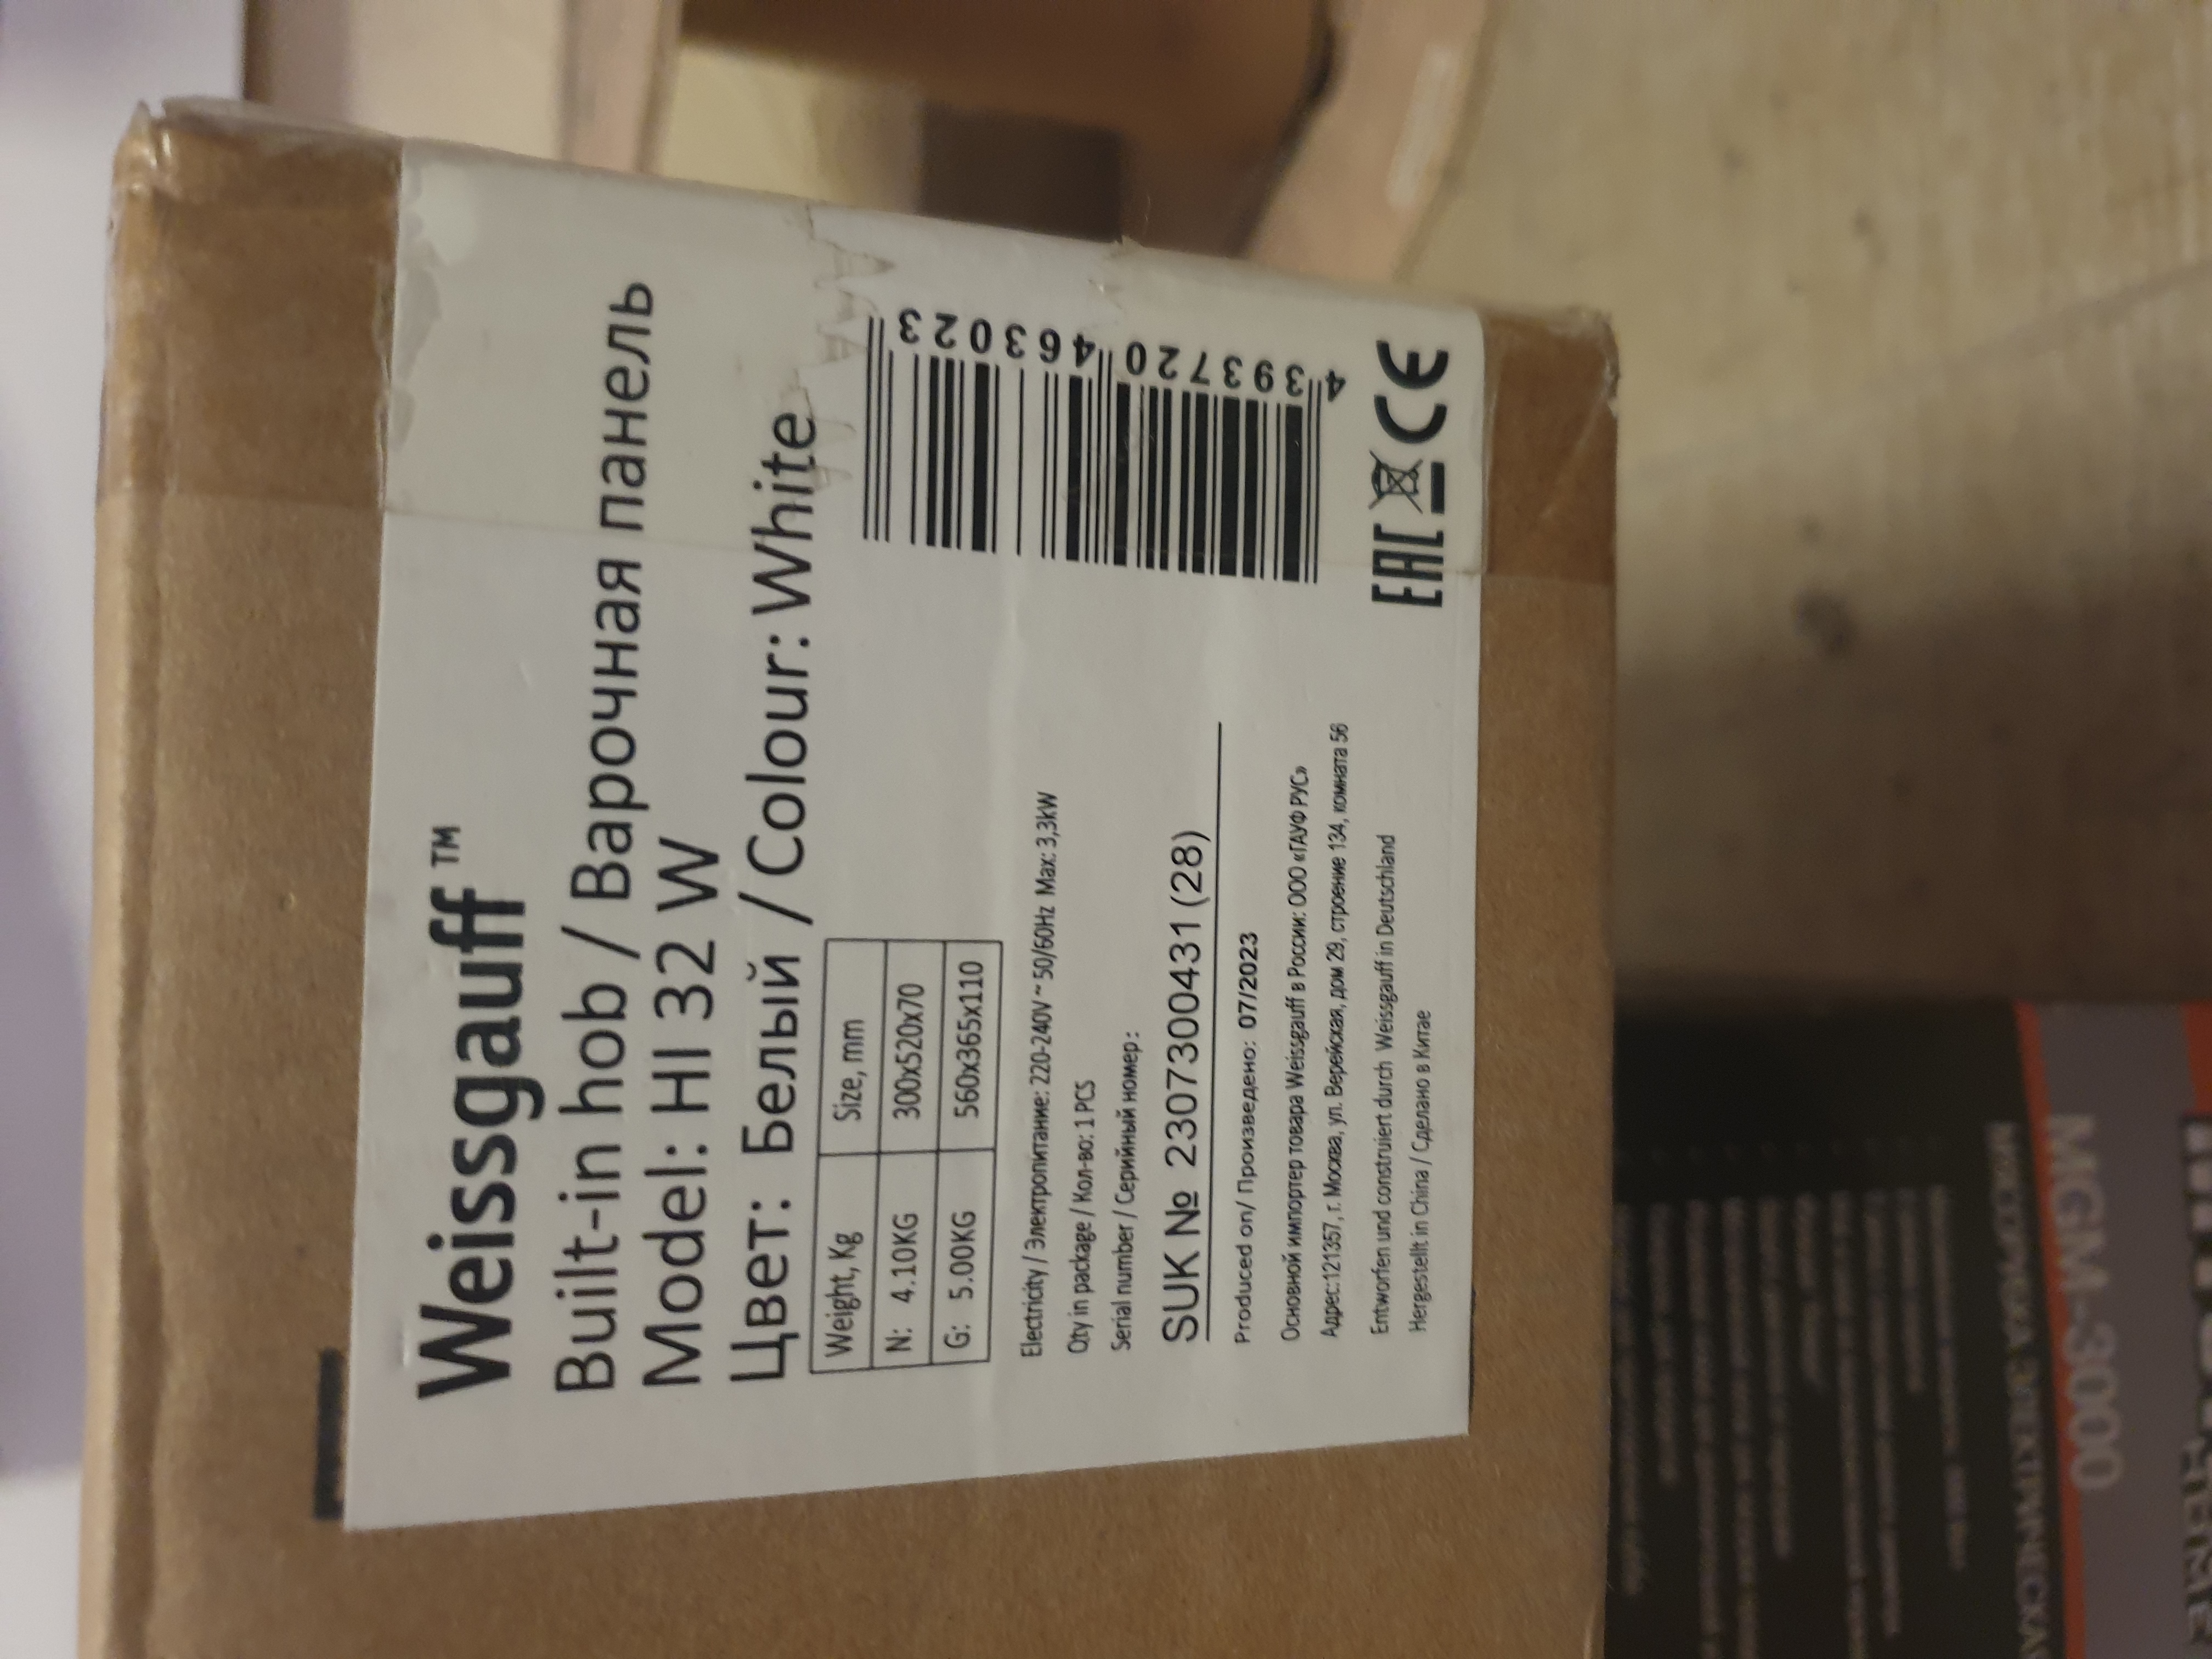 Weissgauff™
Built-in hob / Варочная панель
Model: HI 32 W
Цвет: Белый / Colour: White
Weight, Kg Size, mm
N: 4.10KG 300x520x70
G: 5.00KG 560x365x110
4 393720 463023
Electricity / Электропитание: 220-240V ~ 50/60Hz Max: 3,3kW
Qty in package / Кол-во: 1 PCS
Serial number / Серийный номер:
SUK № 2307300431 (28)
Produced on/ Произведено: 07/2023
Основной импортер товара Weissgauff в России: ООО «ГАУФ РУС»
Адрес:121357, г. Москва, ул. Верейская, дом 29, строение 134, комната 56
Entworfen und construiert durch Weissgauff in Deutschland
Hergestellt in China / Сделано в Китае
EAC CE
МЯСОРУБКА ЭЛЕКТРИЧЕСКАЯ
MGM-3000